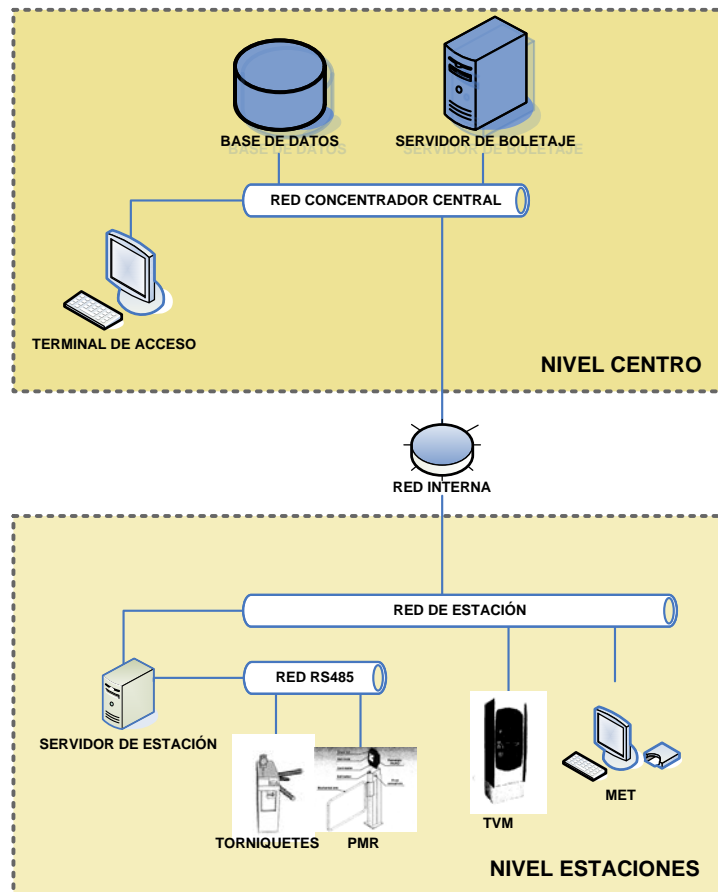 BASE DE DATOS
SERVIDOR DE BOLETAJE
RED CONCENTRADOR CENTRAL
TERMINAL DE ACCESO
NIVEL CENTRO
RED INTERNA
RED DE ESTACIÓN
RED RS485
SERVIDOR DE ESTACIÓN
TORNIQUETES
PMR
TVM
MET
NIVEL ESTACIONES